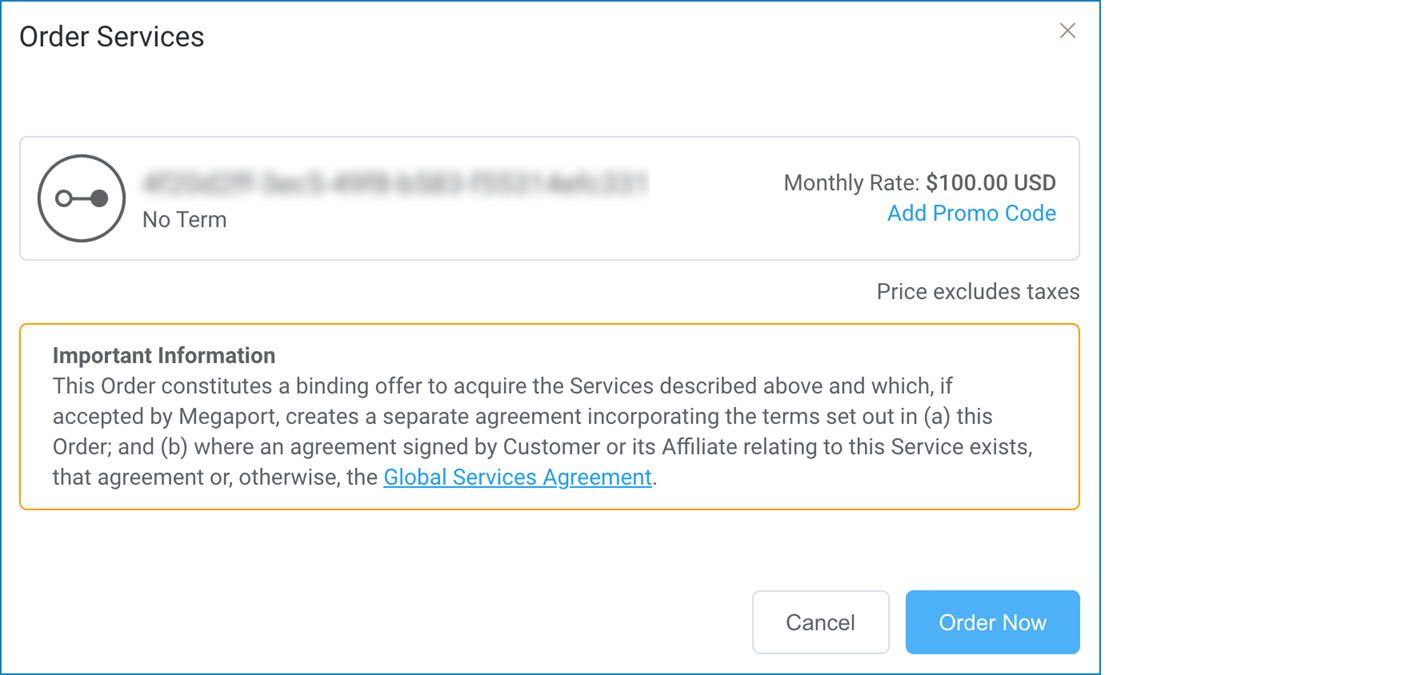 Order Services
No Term
Monthly Rate: $100.00 USD
Add Promo Code
Price excludes taxes
Important Information
This Order constitutes a binding offer to acquire the Services described above and which, if
accepted by Megaport, creates a separate agreement incorporating the terms set out in (a) this
Order; and (b) where an agreement signed by Customer or its Affiliate relating to this Service exists,
that agreement or, otherwise, the Global Services Agreement.
Cancel
Order Now